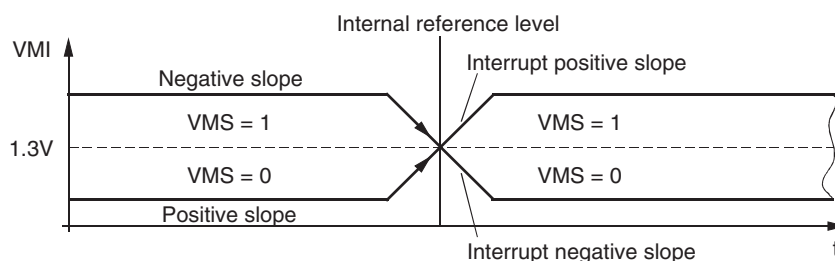 Internal reference level
VMI
Interrupt positive slope
Negative slope
VMS = 1
VMS = 1
1.3V
VMS = 0
VMS = 0
Positive slope
Interrupt negative slope
t